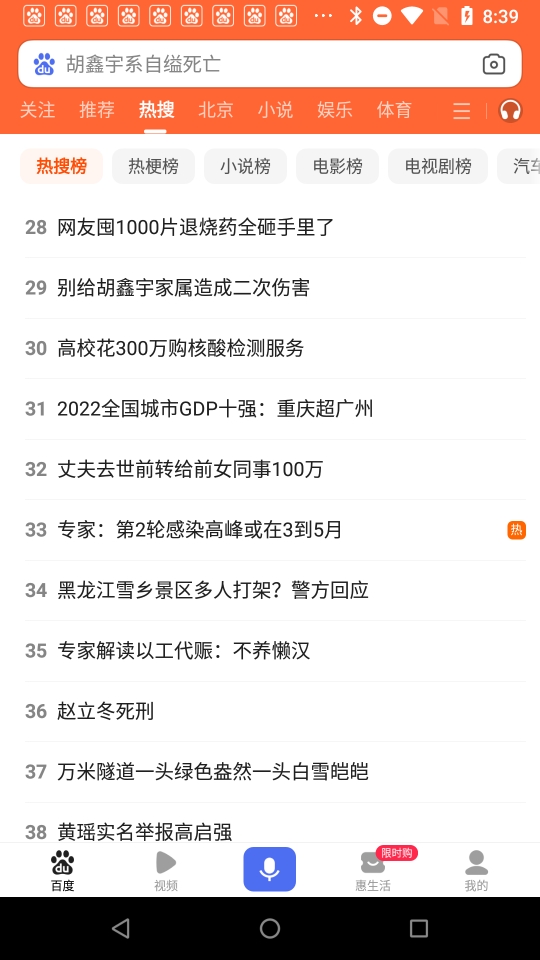 8:39
胡鑫宇系自缢死亡
关注 推荐 热搜 北京 小说 娱乐 体育
热搜榜 热梗榜 小说榜 电影榜 电视剧榜 汽车
28 网友囤1000片退烧药全砸手里了
29 别给胡鑫宇家属造成二次伤害
30 高校花300万购核酸检测服务
31 2022全国城市GDP十强：重庆超广州
32 丈夫去世前转给前女同事100万
33 专家：第2轮感染高峰或在3到5月 热
34 黑龙江雪乡景区多人打架？警方回应
35 专家解读以工代赈：不养懒汉
36 赵立冬死刑
37 万米隧道一头绿色盎然一头白雪皑皑
38 黄瑶实名举报高启强
限时购
百度 视频 惠生活 我的